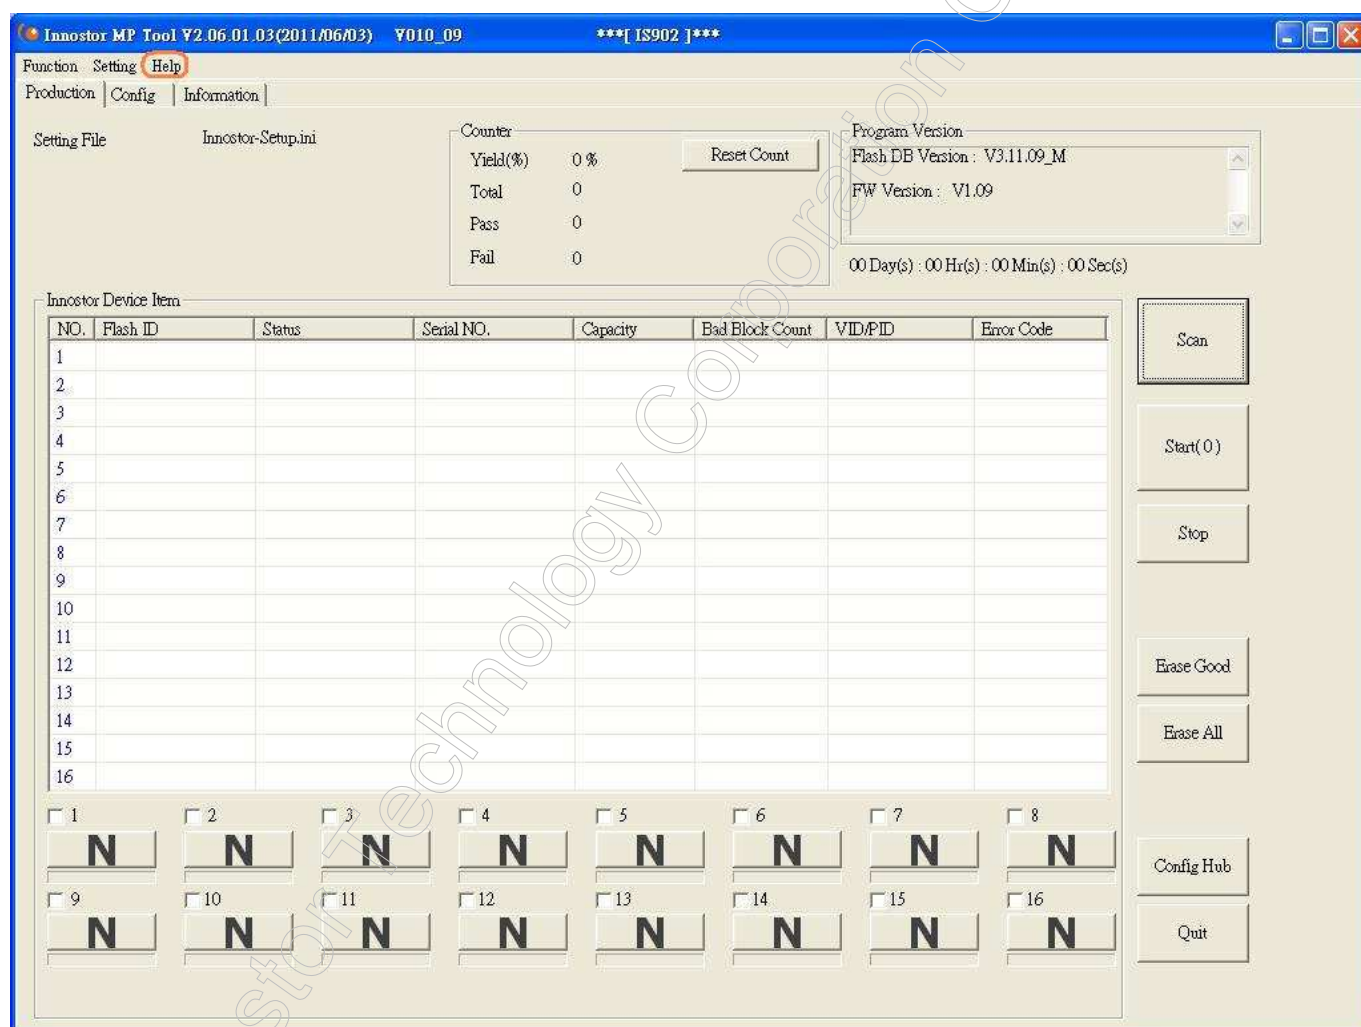 Innostor MP Tool V2.06.01.03(2011/06/03) V010_09 ***[ IS902 ]***
Function Setting Help
Production Config Information
Setting File Innostor-Setup.ini
Counter
Yield(%) 0 %
Total 0
Pass 0
Fail 0
Reset Count
Program Version
Flash DB Version : V3.11.09_M
FW Version : V1.09
00 Day(s) : 00 Hr(s) : 00 Min(s) : 00 Sec(s)
Innostor Device Item
NO. Flash ID Status Serial NO. Capacity Bad Block Count VID/PID Error Code
1
2
3
4
5
6
7
8
9
10
11
12
13
14
15
16
Scan
Start( 0 )
Stop
Erase Good
Erase All
Config Hub
Quit
1 2 3 4 5 6 7 8
N N N N N N N N
9 10 11 12 13 14 15 16
N N N N N N N N
stor Technology Corporation